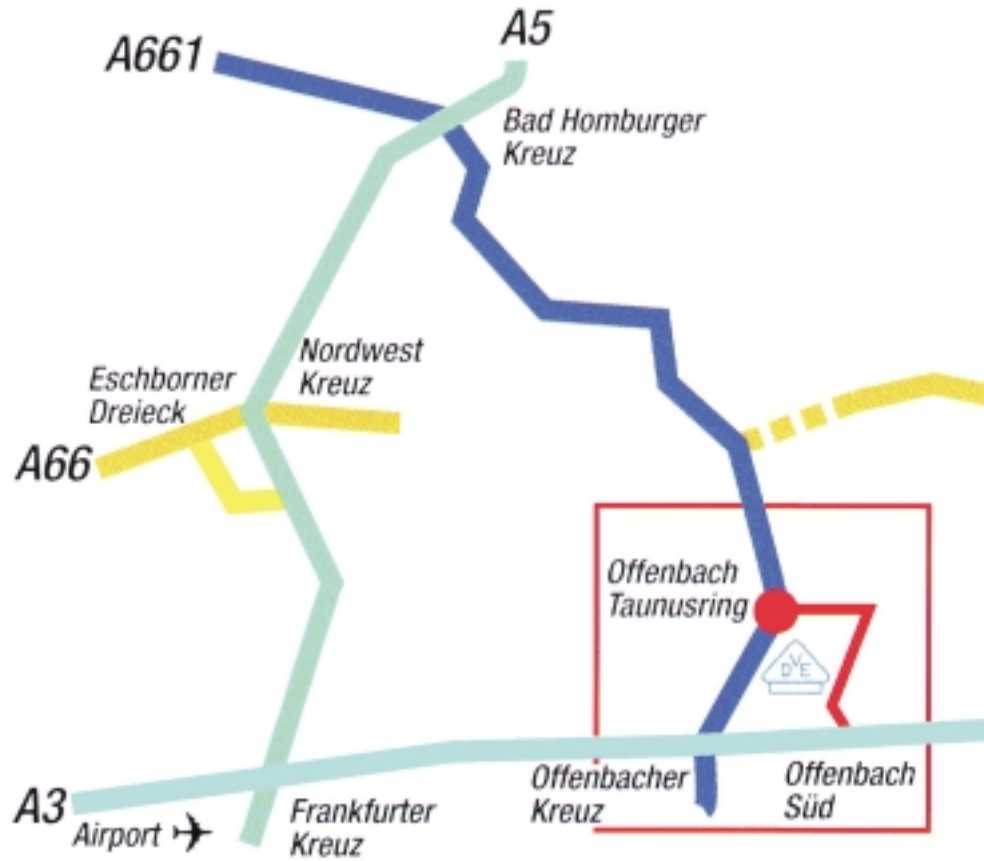 A5
A661
Bad Homburger
Kreuz
Nordwest
Kreuz
Eschborner
Dreieck
A66
Offenbach
Taunusring
VDE
Offenbacher
Kreuz
Offenbach
Süd
A3
Airport
Frankfurter
Kreuz